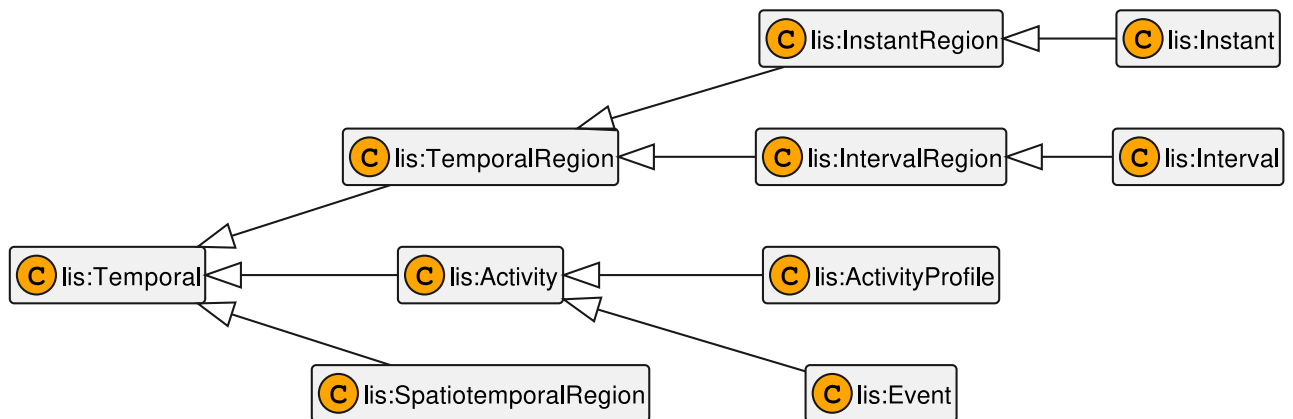 C lis:InstantRegion
C lis:Instant
C lis:TemporalRegion
C lis:IntervalRegion
C lis:Interval
C lis:Temporal
C lis:Activity
C lis:ActivityProfile
C lis:SpatiotemporalRegion
C lis:Event